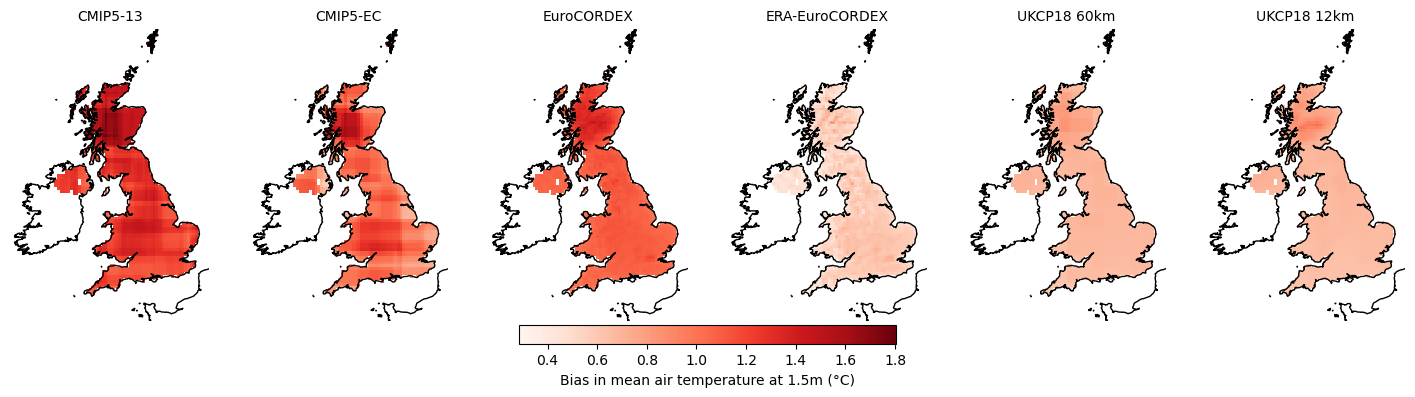 CMIP5-13 CMIP5-EC EuroCORDEX ERA-EuroCORDEX UKCP18 60km UKCP18 12km
0.4 0.6 0.8 1.0 1.2 1.4 1.6 1.8
Bias in mean air temperature at 1.5m (°C)